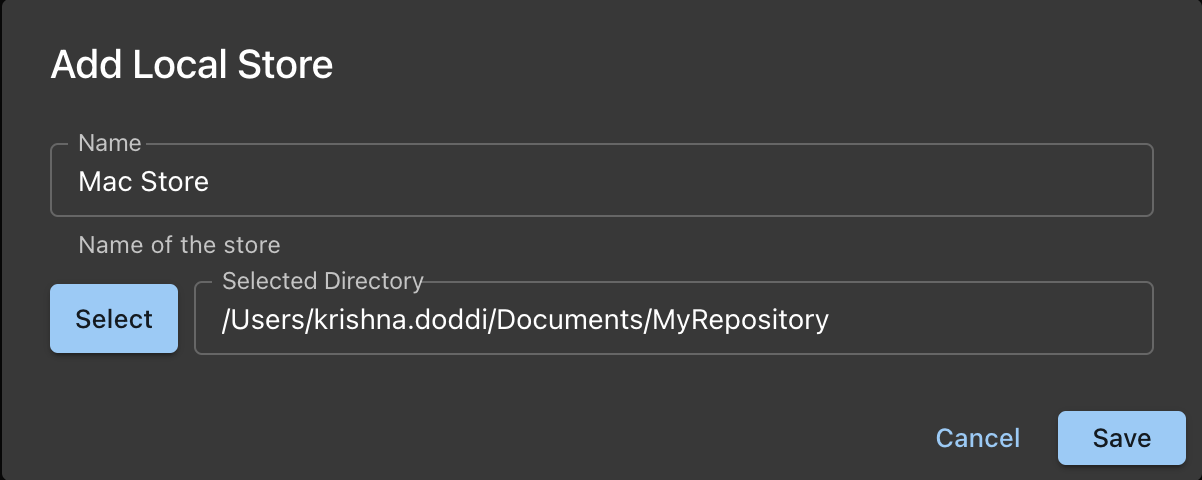 Add Local Store
Name
Mac Store
Name of the store
Selected Directory
Select
/Users/krishna.doddi/Documents/MyRepository
Cancel
Save